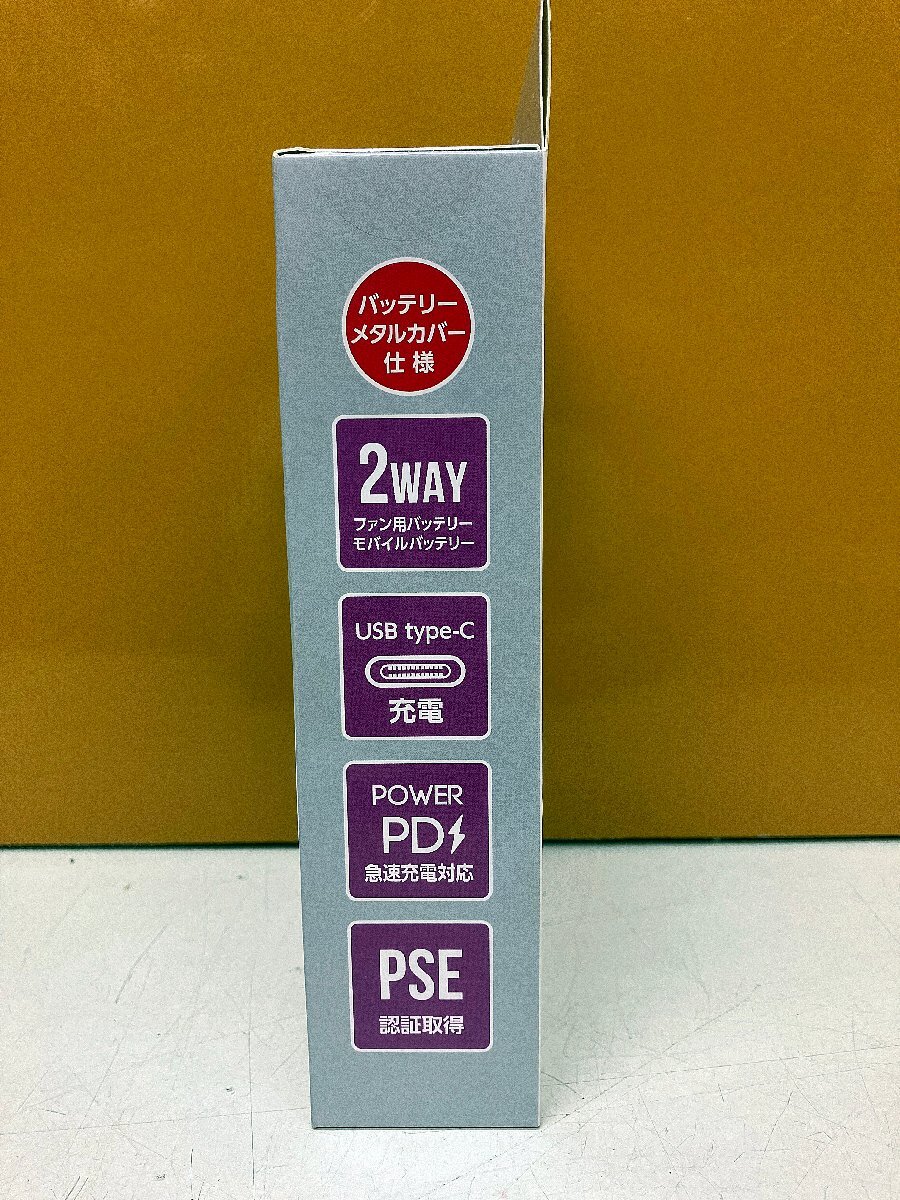 バッテリー
メタルカバー
仕様
2WAY
ファン用バッテリー
モバイルバッテリー
USB type-C
充電
POWER
PD
急速充電対応
PSE
認証取得